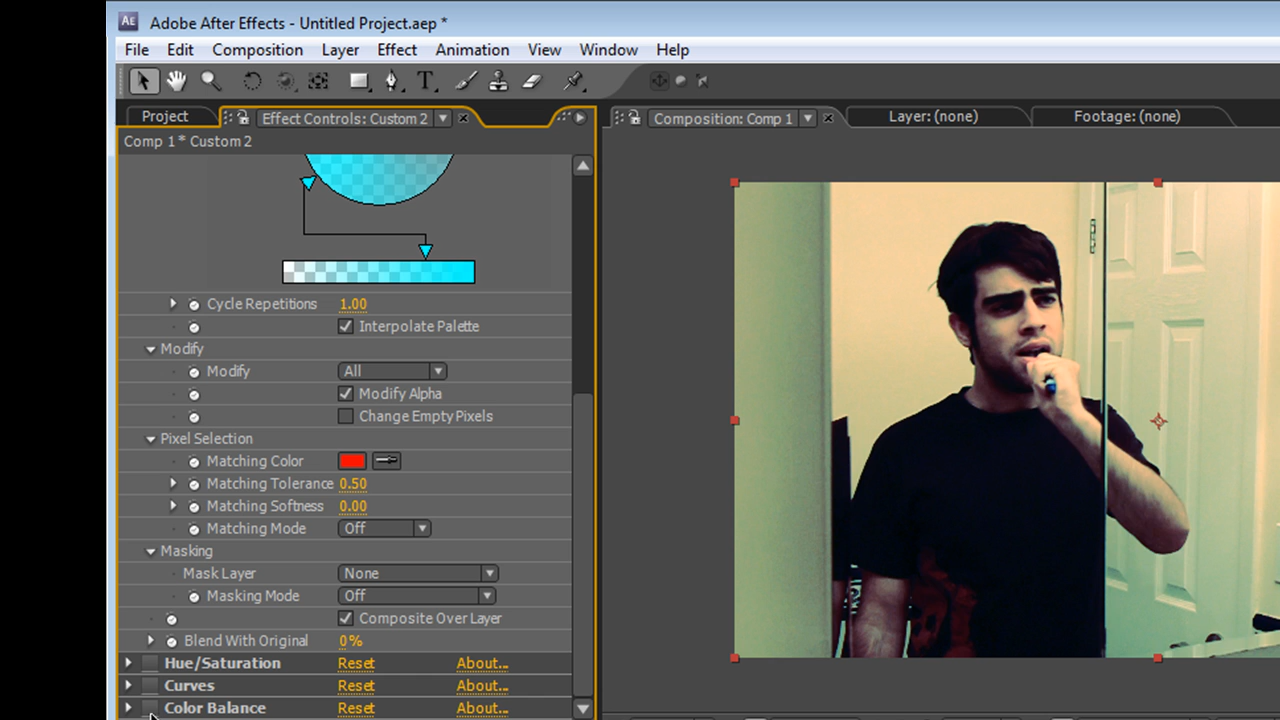 AE Adobe After Effects - Untitled Project.aep *
File Edit Composition Layer Effect Animation View Window Help
T
Project Effect Controls: Custom 2 Composition: Comp 1 Layer: (none) Footage: (none)
Comp 1 * Custom 2
Cycle Repetitions 1.00
Interpolate Palette
Modify
Modify All
Modify Alpha
Change Empty Pixels
Pixel Selection
Matching Color
Matching Tolerance 0.50
Matching Softness 0.00
Matching Mode Off
Masking
Mask Layer None
Masking Mode Off
Composite Over Layer
Blend With Original 0%
Hue/Saturation Reset About...
Curves Reset About...
Color Balance Reset About...